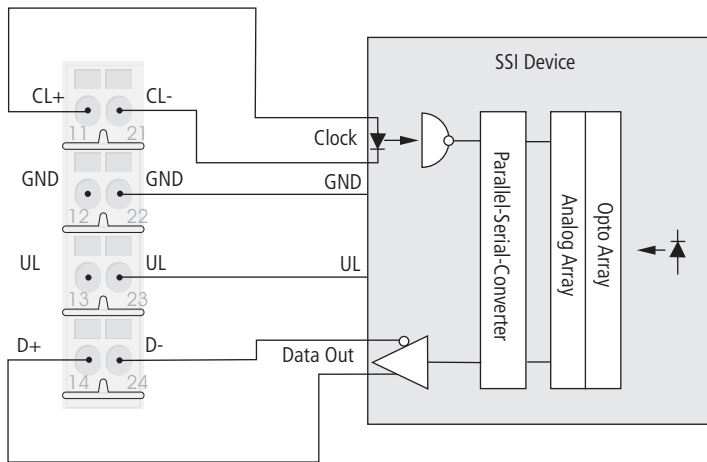 SSI Device
CL+ CL-
11 21
Clock
GND GND GND
12 22
UL UL UL
13 23
D+ D-
14 24
Data Out
Parallel-Serial-Converter
Analog Array
Opto Array